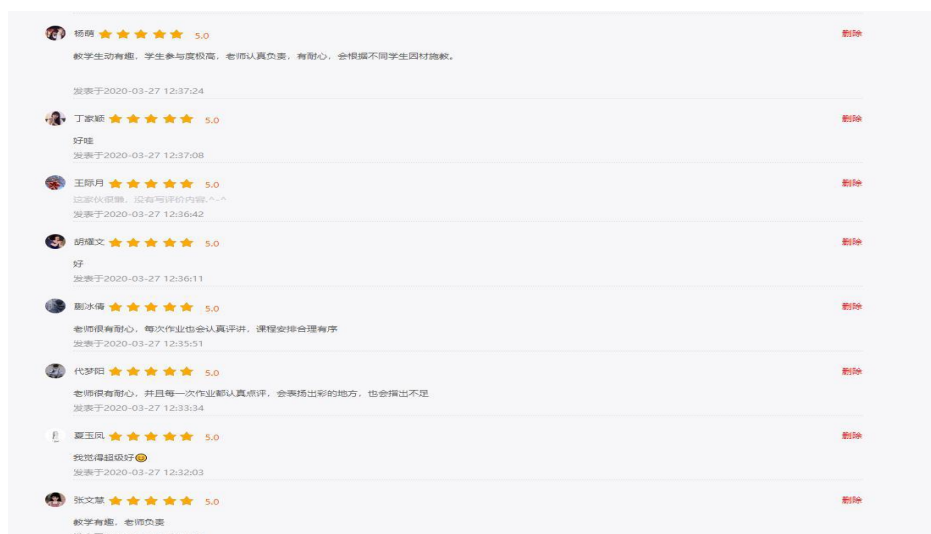 杨萌 5.0 删除
教学生动有趣，学生参与度极高，老师认真负责，有耐心，会根据不同学生因材施教。
发表于2020-03-27 12:37:24
丁家颖 5.0 删除
好哇
发表于2020-03-27 12:37:08
王际月 5.0 删除
这家伙很懒，没有写评价内容.^-^
发表于2020-03-27 12:36:42
胡耀文 5.0 删除
好
发表于2020-03-27 12:36:11
蒯冰倩 5.0 删除
老师很有耐心，每次作业也会认真评讲，课程安排合理有序
发表于2020-03-27 12:35:51
代梦阳 5.0 删除
老师很有耐心，并且每一次作业都认真点评，会表扬出彩的地方，也会指出不足
发表于2020-03-27 12:33:34
夏玉凤 5.0 删除
我觉得超级好😄
发表于2020-03-27 12:32:03
张文慧 5.0 删除
教学有趣，老师负责